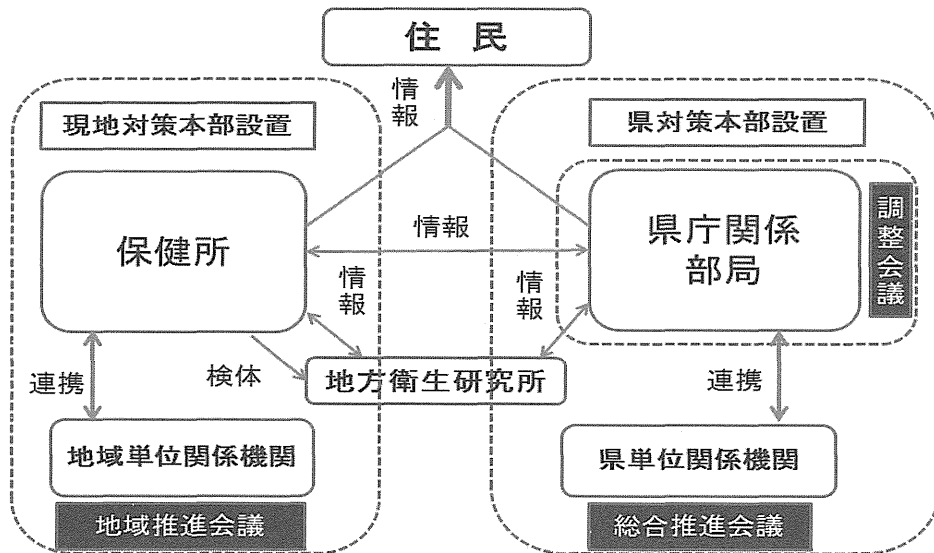 住 民
情報
現地対策本部設置
県対策本部設置
保健所
情報
県庁関係
部局
調整会議
情報
情報
連携
検体
地方衛生研究所
連携
地域単位関係機関
県単位関係機関
地域推進会議
総合推進会議